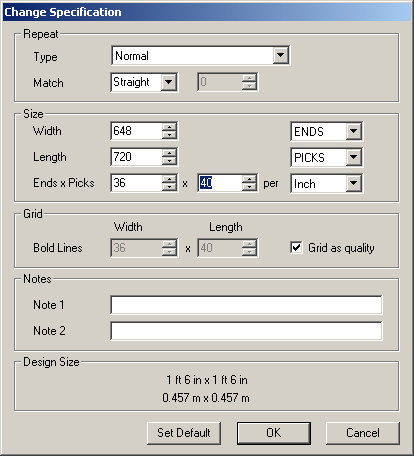 Change Specification
Repeat
Type Normal
Match Straight 0
Size
Width 648 ENDS
Length 720 PICKS
Ends x Picks 36 x 40 per Inch
Grid
Width Length
Bold Lines 36 x 40 Grid as quality
Notes
Note 1
Note 2
Design Size
1 ft 6 in x 1 ft 6 in
0.457 m x 0.457 m
Set Default OK Cancel